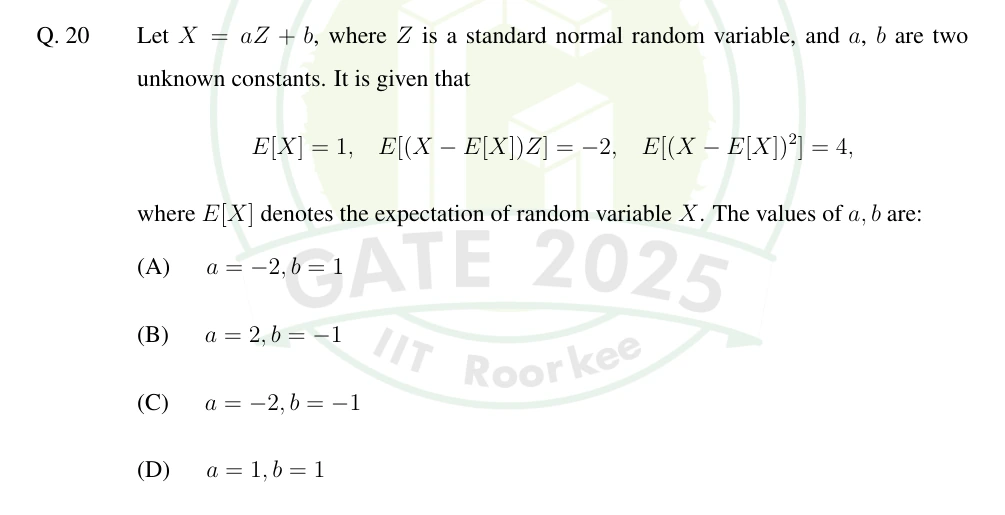 Q. 20 Let X = aZ + b, where Z is a standard normal random variable, and a, b are two
unknown constants. It is given that
E[X] = 1, E[(X − E[X])Z] = −2, E[(X − E[X])²] = 4,
where E[X] denotes the expectation of random variable X. The values of a, b are:
(A) a = −2, b = 1
GATE 2025
(B) a = 2, b = −1
IIT Roorkee
(C) a = −2, b = −1
(D) a = 1, b = 1